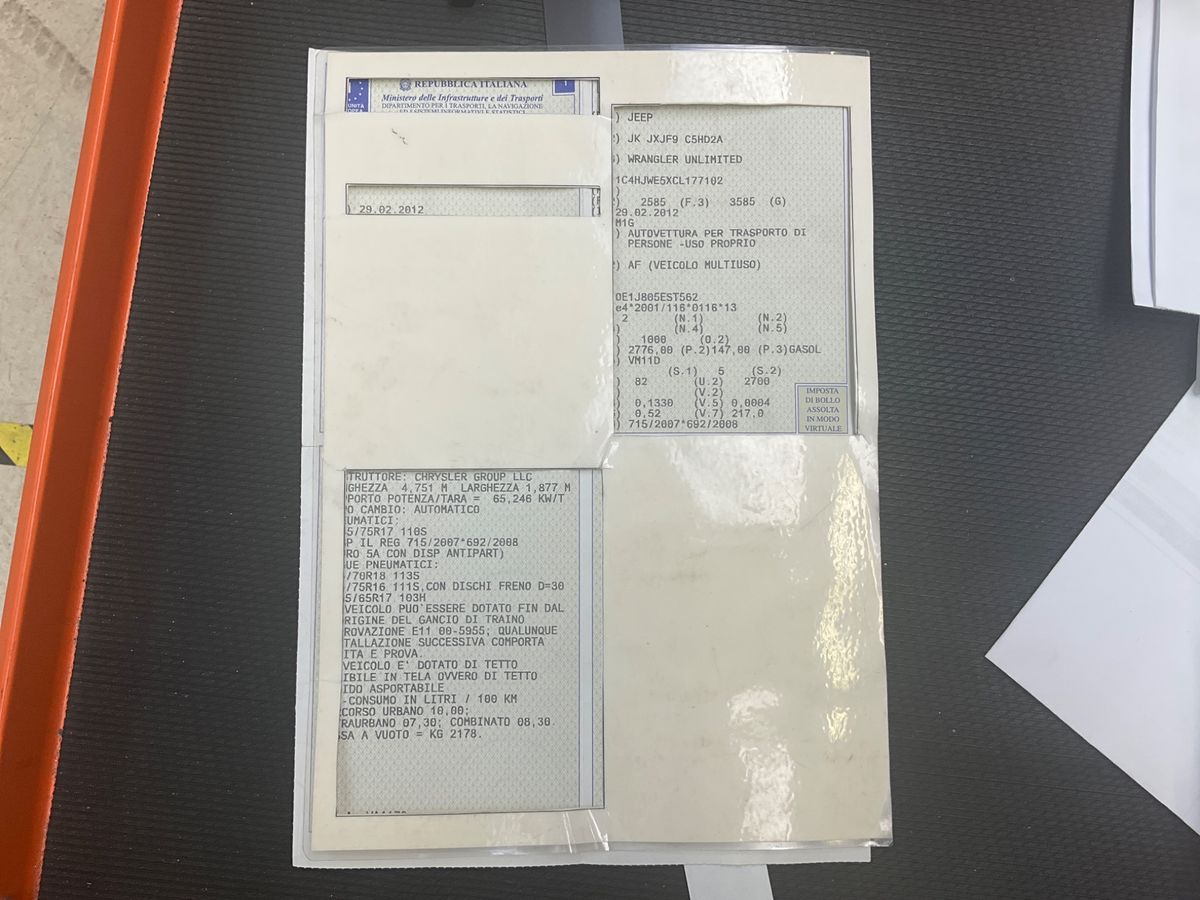 REPUBBLICA ITALIANA
1
Ministero delle Infrastrutture e dei Trasporti
DIPARTIMENTO PER I TRASPORTI, LA NAVIGAZIONE
ED I SISTEMI INFORMATIVI E STATISTICI
) 29.02.2012
) JEEP
) JK JXJF9 C5HD2A
) WRANGLER UNLIMITED
1C4HJWE5XCL177102
)
) 2585 (F.3) 3585 (G)
29.02.2012
M1G
) AUTOVETTURA PER TRASPORTO DI
PERSONE -USO PROPRIO
) AF (VEICOLO MULTIUSO)
OE1J805EST562
e4*2001/116*0116*13
2 (N.1) (N.2)
) (N.4) (N.5)
) 1000 (O.2)
) 2776,00 (P.2)147,00 (P.3)GASOL
) VM11D
(S.1) 5 (S.2)
) 82 (U.2) 2700
) (V.2)
) 0,1330 (V.5) 0,0004
) 0,52 (V.7) 217.0
) 715/2007*692/2008
IMPOSTA
DI BOLLO
ASSOLTA
IN MODO
VIRTUALE
TRUTTORE: CHRYSLER GROUP LLC
GHEZZA 4,751 M LARGHEZZA 1,877 M
PORTO POTENZA/TARA = 65,246 KW/T
O CAMBIO: AUTOMATICO
UMATICI:
5/75R17 110S
P IL REG 715/2007*692/2008
RO 5A CON DISP ANTIPART)
UE PNEUMATICI:
/70R18 113S
/75R16 111S,CON DISCHI FRENO D=30
5/65R17 103H
VEICOLO PUO'ESSERE DOTATO FIN DAL
RIGINE DEL GANCIO DI TRAINO
ROVAZIONE E11 00-5955; QUALUNQUE
TALLAZIONE SUCCESSIVA COMPORTA
ITA E PROVA.
VEICOLO E' DOTATO DI TETTO
IBILE IN TELA OVVERO DI TETTO
IDO ASPORTABILE
-CONSUMO IN LITRI / 100 KM
CORSO URBANO 10,00;
RAURBANO 07,30; COMBINATO 08,30.
SSA A VUOTO = KG 2178.